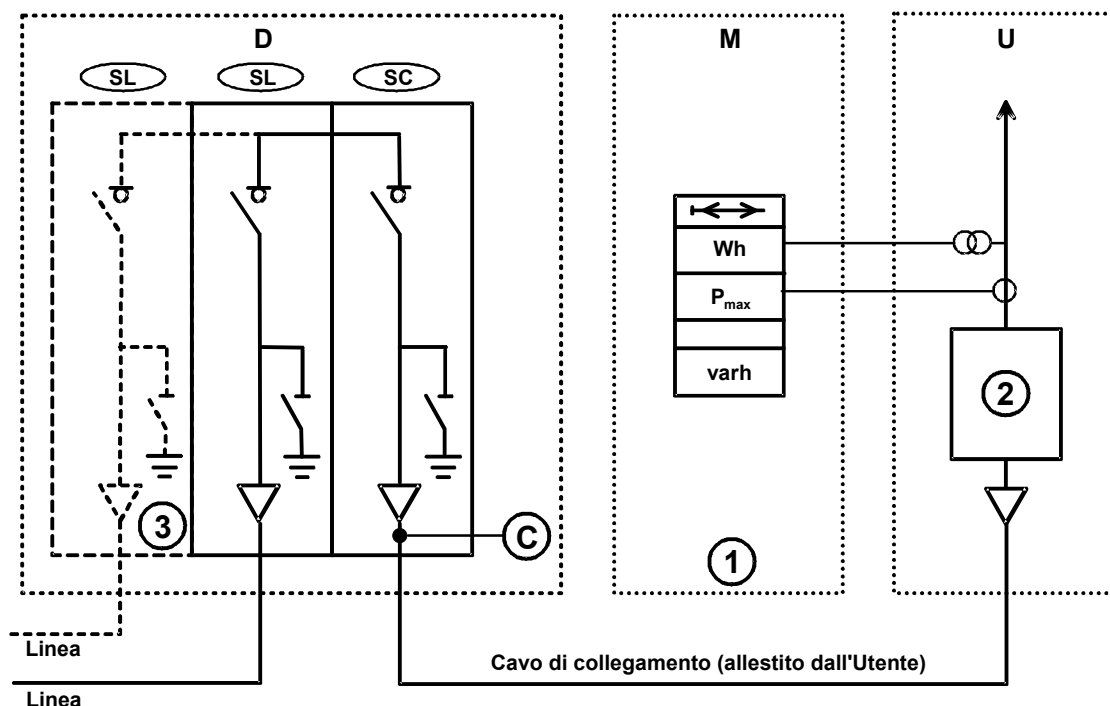 D
M
U
SL
SL
SC
Wh
Pmax
varh
2
3
C
1
Linea
Cavo di collegamento (allestito dall'Utente)
Linea